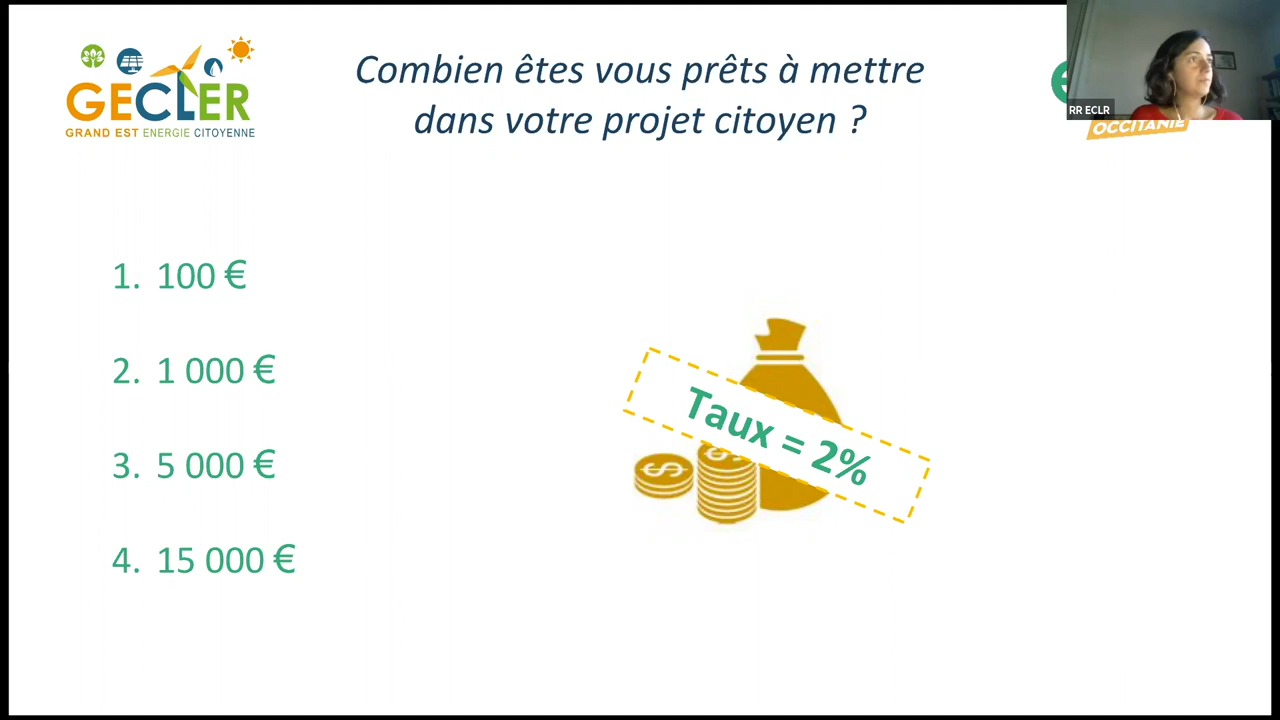 GECLER
GRAND EST ENERGIE CITOYENNE
Combien êtes vous prêts à mettre
dans votre projet citoyen ?
RR ECLR
OCCITANIE
1. 100 €
2. 1 000 €
3. 5 000 €
4. 15 000 €
Taux = 2%
$